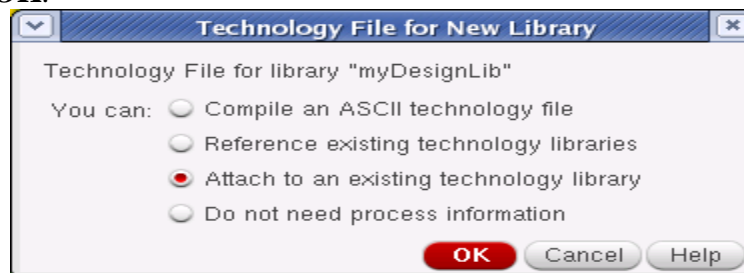 OK.
Technology File for New Library
Technology File for library "myDesignLib"
You can: Compile an ASCII technology file
Reference existing technology libraries
Attach to an existing technology library
Do not need process information
OK Cancel Help